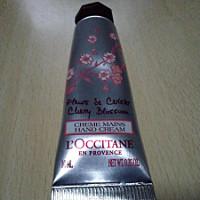 Fleurs de Cerisier
Cherry Blossom
CRÈME MAINS
HAND CREAM
L'OCCITANE
EN PROVENCE